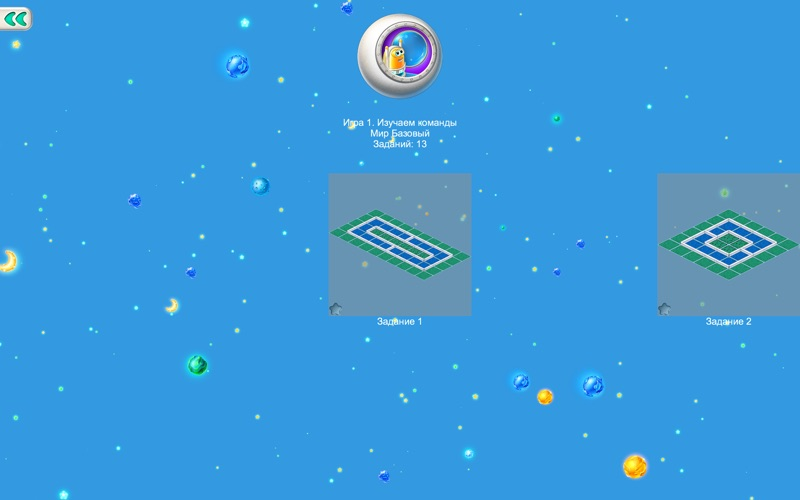 Игра 1. Изучаем команды
Мир Базовый
Заданий: 13
Задание 1
Задание 2